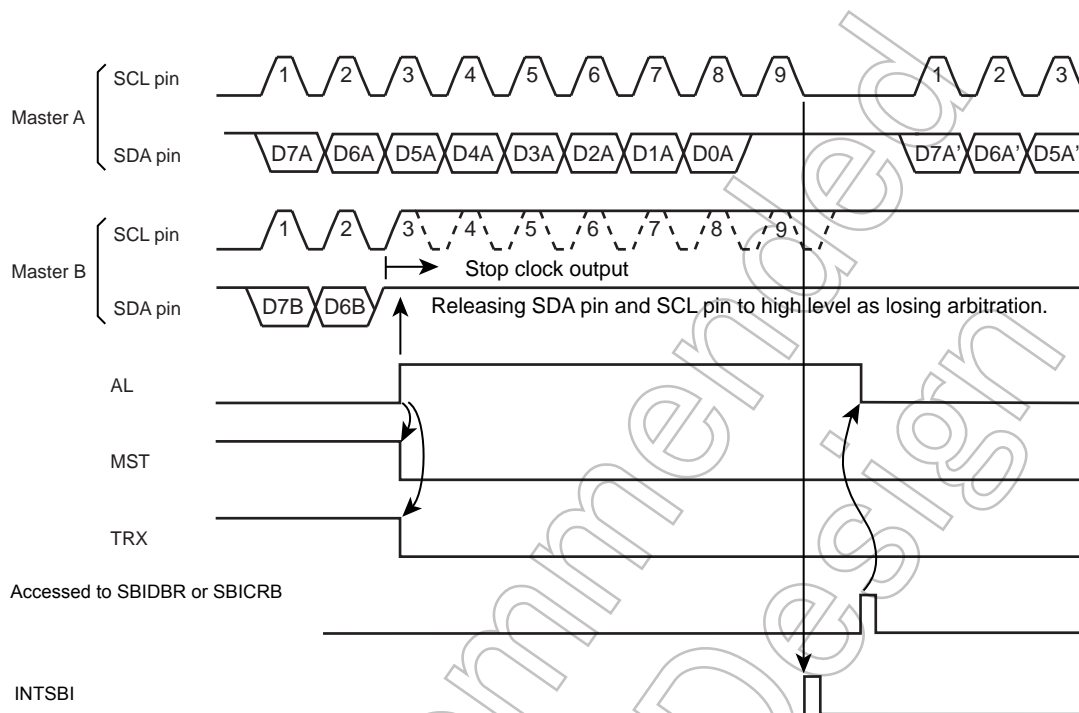 Master A
SCL pin
1 2 3 4 5 6 7 8 9 1 2 3
SDA pin
D7A D6A D5A D4A D3A D2A D1A D0A D7A' D6A' D5A'
Master B
SCL pin
1 2 3 4 5 6 7 8 9
Stop clock output
SDA pin
D7B D6B
Releasing SDA pin and SCL pin to high level as losing arbitration.
AL
MST
TRX
Accessed to SBIDBR or SBICRB
INTSBI